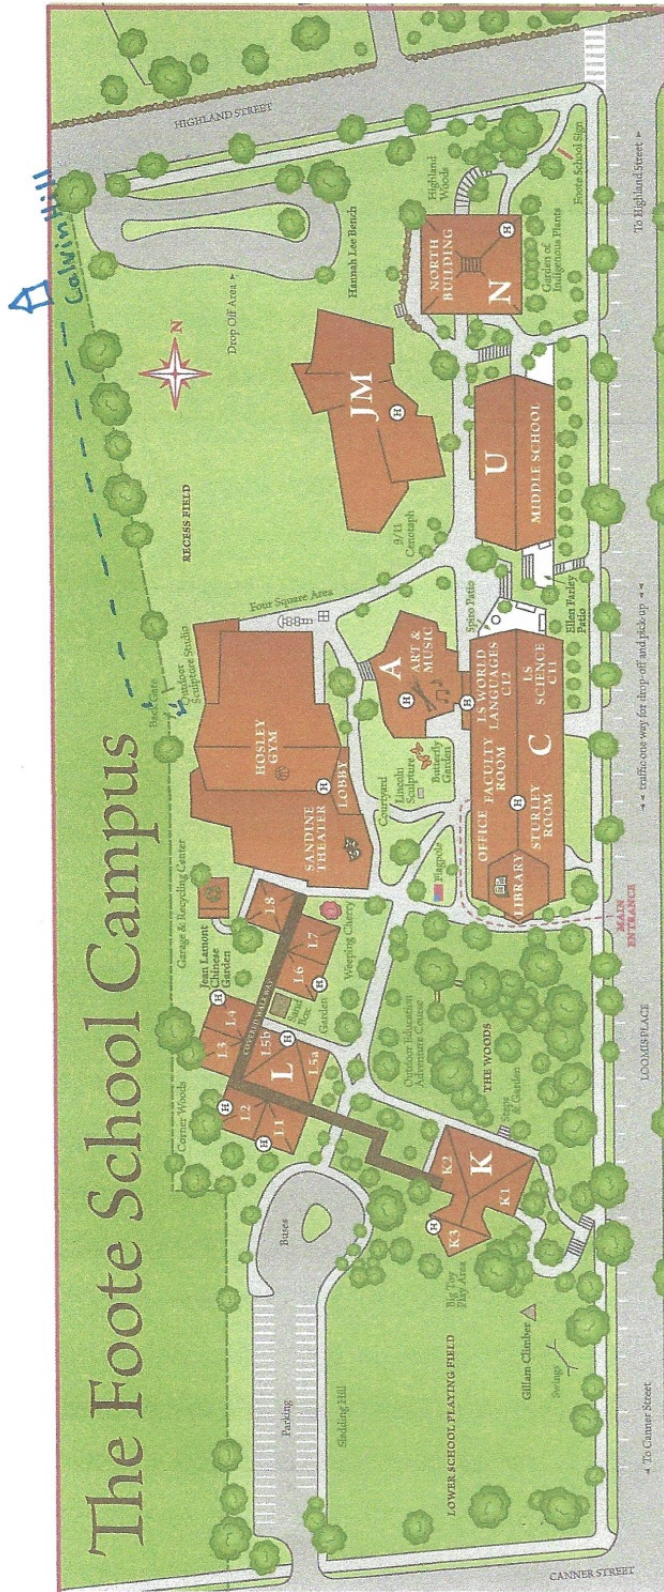 The Foote School Campus
Calvin Hill
HIGHLAND STREET
Drop Off Area ►
Hannah Lee Bench
Highland
Woods
Foote School Sign
To Highland Street ►
N
RECESS FIELD
JM
H
NORTH
BUILDING
N
H
Garden of
Indigenous Plants
9/11
Cenotaph
U
MIDDLE SCHOOL
Back Gate
Outdoor
Sculpture Studio
Four Square Area
HOSLEY
GYM
H
LOBBY
SANDINE
THEATER
A
ART &
MUSIC
H
Spiro Patio
Ellen Farley
Patio
Courtyard
Lincoln
Sculpture
Butterfly
Garden
H
LS WORLD
LANGUAGES
C12
LS
SCIENCE
C11
OFFICE
FACULTY
ROOM
C
H
STURLEY
ROOM
LIBRARY
Flagpole
MAIN
ENTRANCE
◄◄ traffic one way for drop-off and pick up ◄◄
Garage & Recycling Center
Jean Lamont
Chinese
Garden
L8
L7
L6
H
Weeping Cherry
COVERED WALKWAY
Sand
Box
Garden
H
L4
L3
L5b
H
L
L5a
Corner Woods
H
L2
L1
H
Outdoor Education
Adventure Course
THE WOODS
Steps
& Garden
LOOMIS PLACE
K2
K
K1
K3
H
Big Toy
Play Area
Buses
Parking
Sledding Hill
LOWER SCHOOL PLAYING FIELD
Gillam Climber
Swings
◄ To Canner Street
CANNER STREET